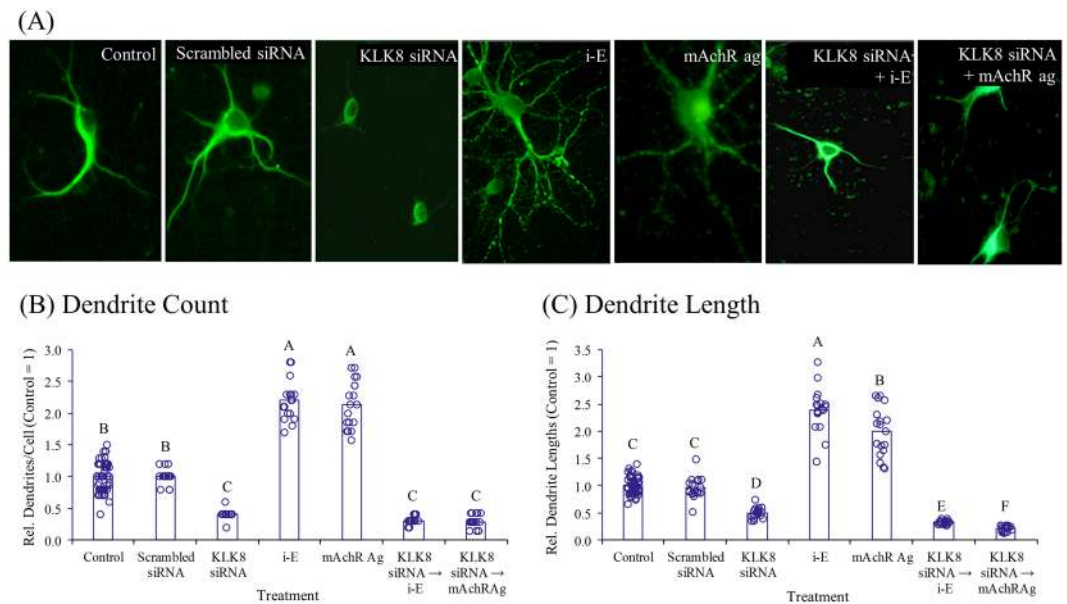 (A)
Control
Scrambled siRNA
KLK8 siRNA
i-E
mAchR ag
KLK8 siRNA
+ i-E
KLK8 siRNA
+ mAchR ag
(B) Dendrite Count
Rel. Dendrites/Cell (Control = 1)
3.0
2.5
2.0
1.5
1.0
0.5
0.0
B
B
C
A
A
C
C
Control
Scrambled
siRNA
KLK8
siRNA
i-E
mAchR Ag
KLK8
siRNA →
i-E
KLK8
siRNA →
mAchRAg
Treatment
(C) Dendrite Length
Rel. Dendrite Lengths (Control = 1)
3.5
3.0
2.5
2.0
1.5
1.0
0.5
0.0
C
C
D
A
B
E
F
Control
Scrambled
siRNA
KLK8
siRNA
i-E
mAchR Ag
KLK8
siRNA →
i-E
KLK8
siRNA →
mAchRAg
Treatment